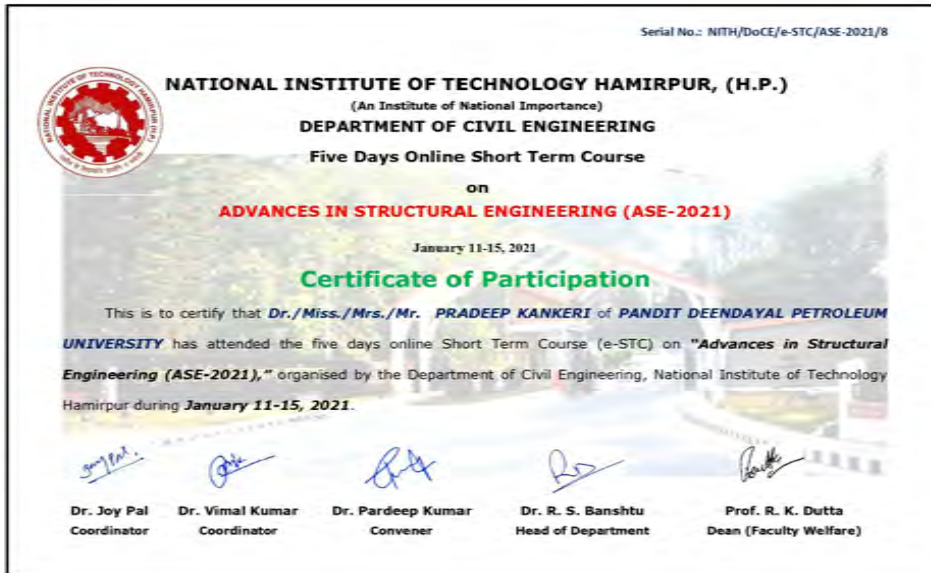 Serial No.: NITH/DoCE/e-STC/ASE-2021/8
NATIONAL INSTITUTE OF TECHNOLOGY HAMIRPUR, (H.P.)
(An Institute of National Importance)
DEPARTMENT OF CIVIL ENGINEERING
Five Days Online Short Term Course
on
ADVANCES IN STRUCTURAL ENGINEERING (ASE-2021)
January 11-15, 2021
Certificate of Participation
This is to certify that Dr./Miss./Mrs./Mr. PRADEEP KANKERI of PANDIT DEENDAYAL PETROLEUM
UNIVERSITY has attended the five days online Short Term Course (e-STC) on "Advances in Structural
Engineering (ASE-2021)," organised by the Department of Civil Engineering, National Institute of Technology
Hamirpur during January 11-15, 2021.
Dr. Joy Pal Dr. Vimal Kumar Dr. Pardeep Kumar Dr. R. S. Banshtu Prof. R. K. Dutta
Coordinator Coordinator Convener Head of Department Dean (Faculty Welfare)